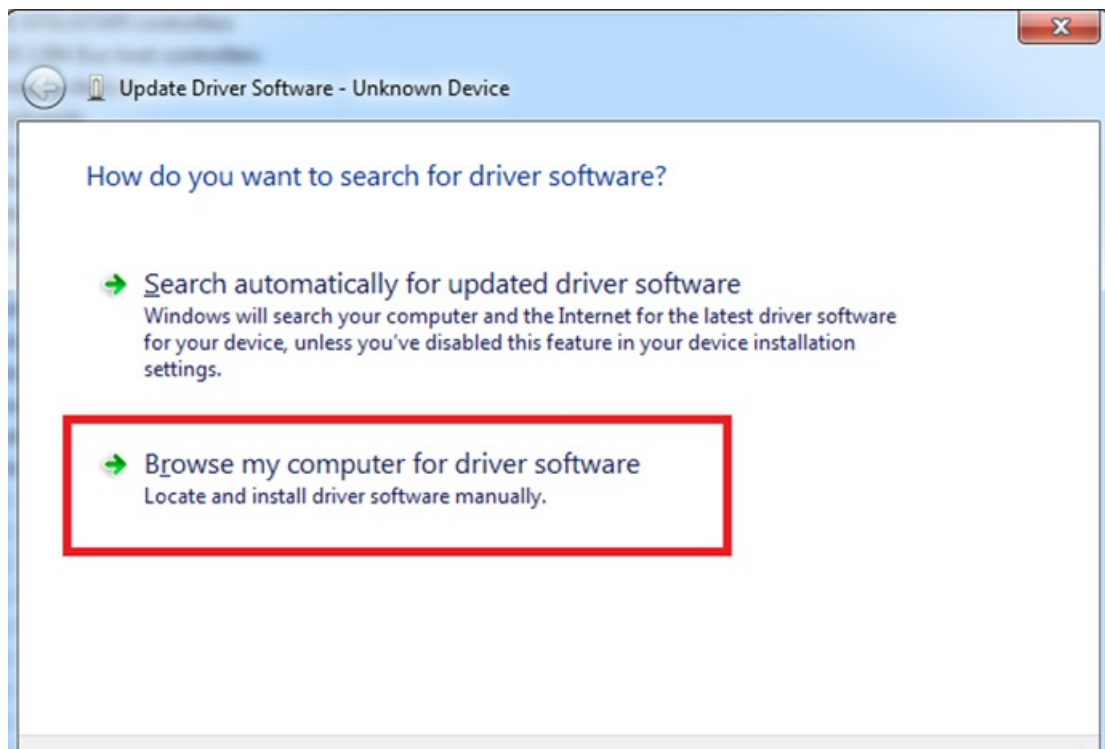 Update Driver Software - Unknown Device
How do you want to search for driver software?
Search automatically for updated driver software
Windows will search your computer and the Internet for the latest driver software
for your device, unless you've disabled this feature in your device installation
settings.
Browse my computer for driver software
Locate and install driver software manually.